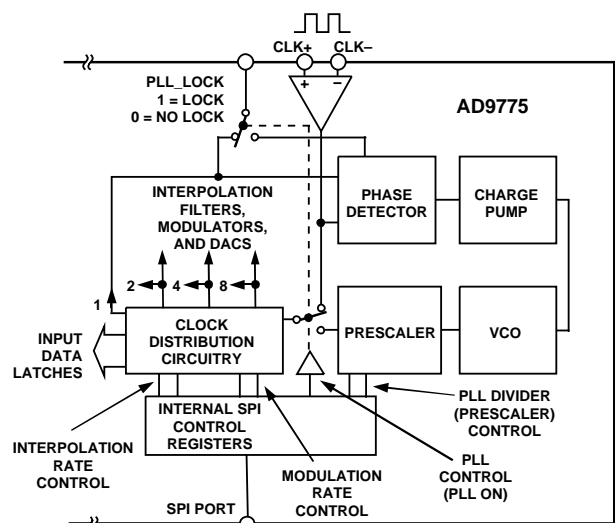 CLK+ CLK–
PLL_LOCK
1 = LOCK
0 = NO LOCK
+ –
AD9775
INTERPOLATION
FILTERS,
MODULATORS,
AND DACS
PHASE
DETECTOR
CHARGE
PUMP
2
4
8
1
CLOCK
DISTRIBUTION
CIRCUITRY
PRESCALER
VCO
INPUT
DATA
LATCHES
INTERNAL SPI
CONTROL
REGISTERS
PLL DIVIDER
(PRESCALER)
CONTROL
INTERPOLATION
RATE
CONTROL
MODULATION
RATE
CONTROL
PLL
CONTROL
(PLL ON)
SPI PORT